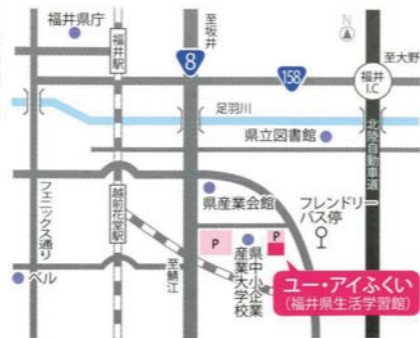 福井県庁
福井駅
至坂井
N
8
158
至大野
福井
I.C
足羽川
県立図書館
北陸自動車道
フェニックス通り
越前花堂駅
県産業会館
フレンドリー
バス停
P
P
県中小企業
産業大学校
至鯖江
ベル
ユー・アイふくい
(福井県生活学習館)